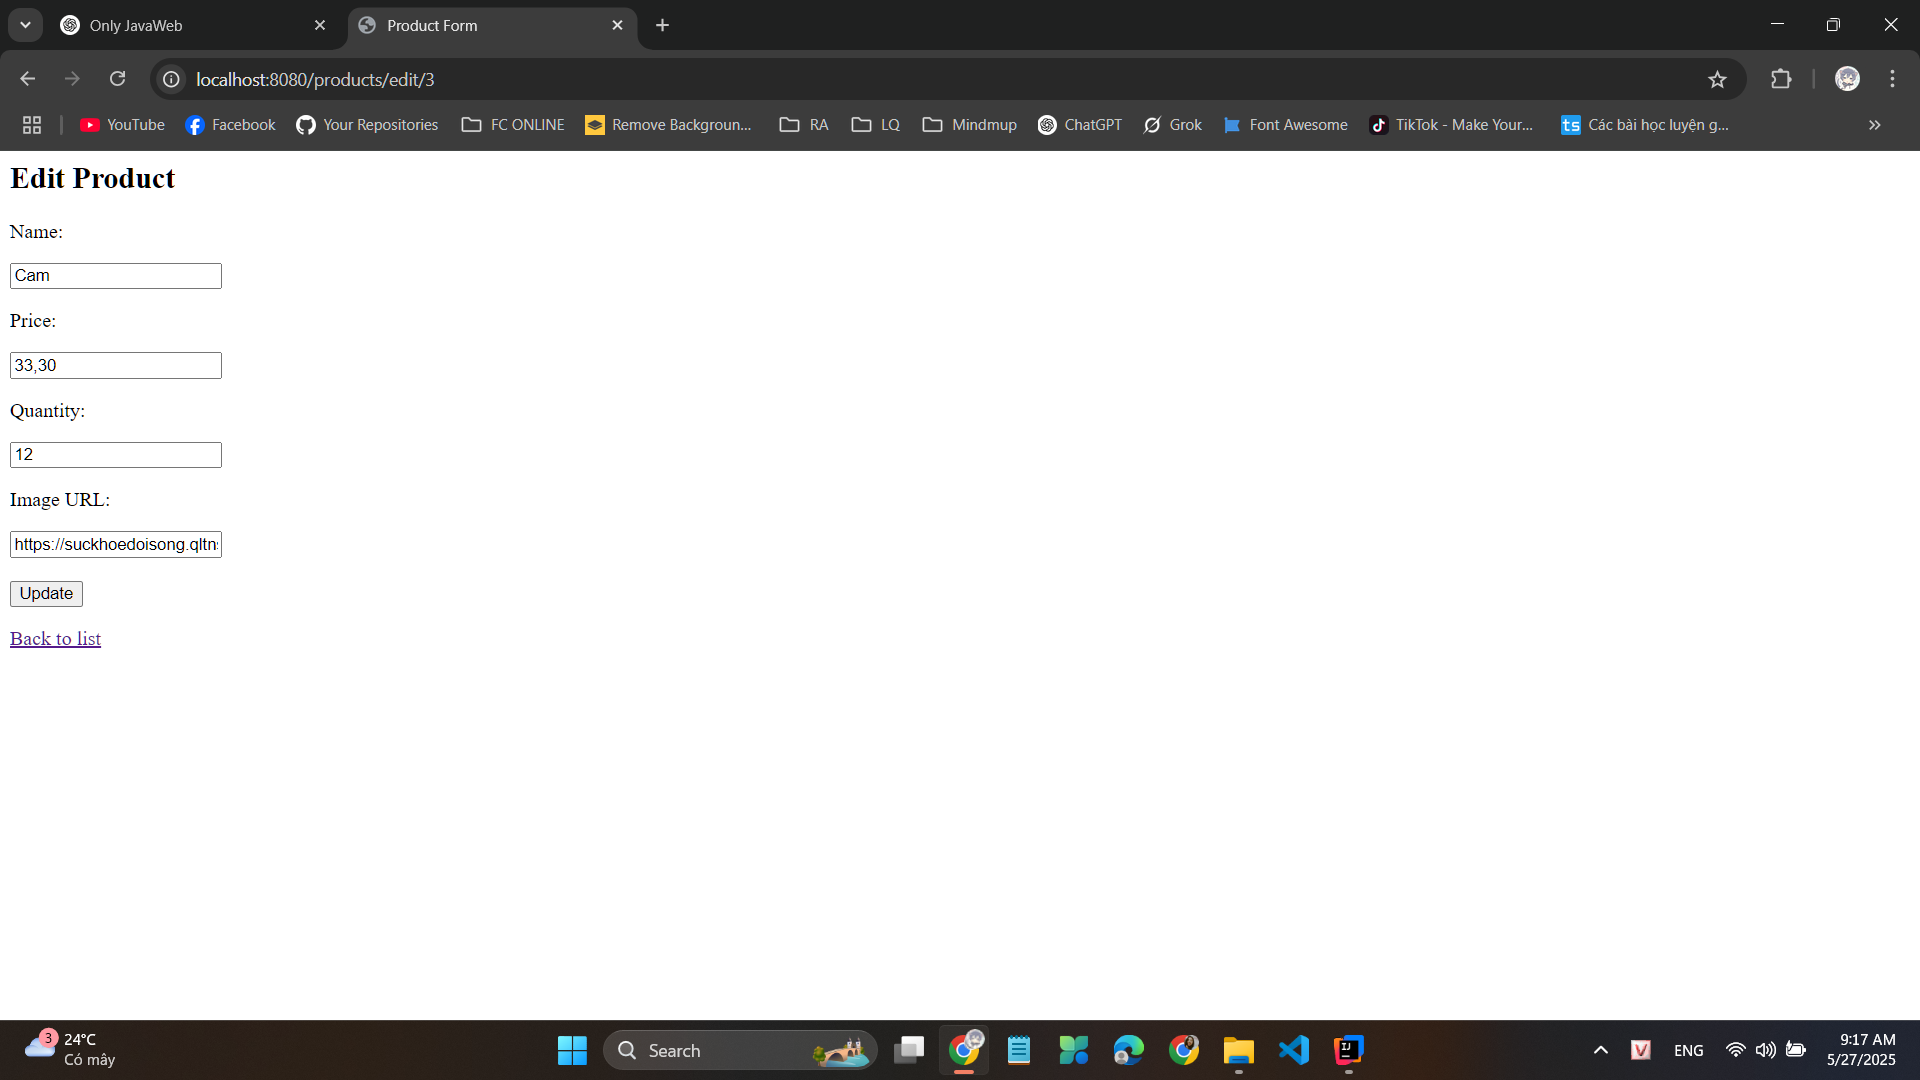 Only JavaWeb
Product Form
localhost:8080/products/edit/3
YouTube
Facebook
Your Repositories
FC ONLINE
Remove Backgroun...
RA
LQ
Mindmup
ChatGPT
Grok
Font Awesome
TikTok - Make Your...
ts
Các bài học luyện g...
Edit Product
Name:
Cam
Price:
33,30
Quantity:
12
Image URL:
https://suckhoedoisong.qltn
Update
Back to list
3
24°C
Có mây
Search
IJ
V
ENG
9:17 AM
5/27/2025